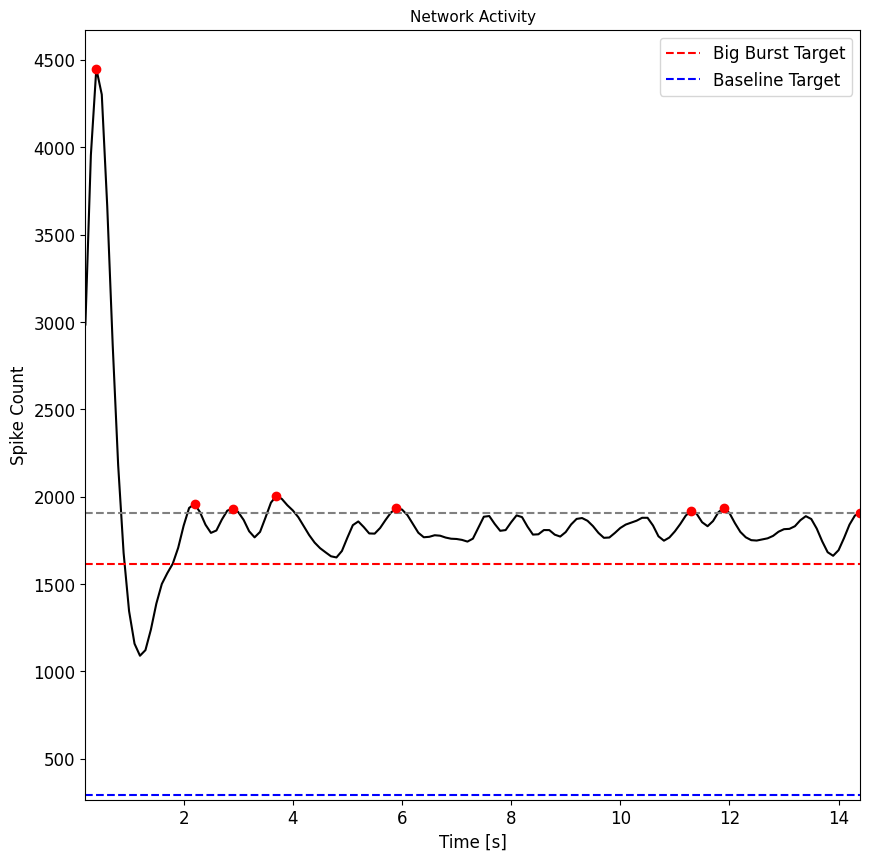 Network Activity
Big Burst Target
Baseline Target
Spike Count
4500
4000
3500
3000
2500
2000
1500
1000
500
2 4 6 8 10 12 14
Time [s]